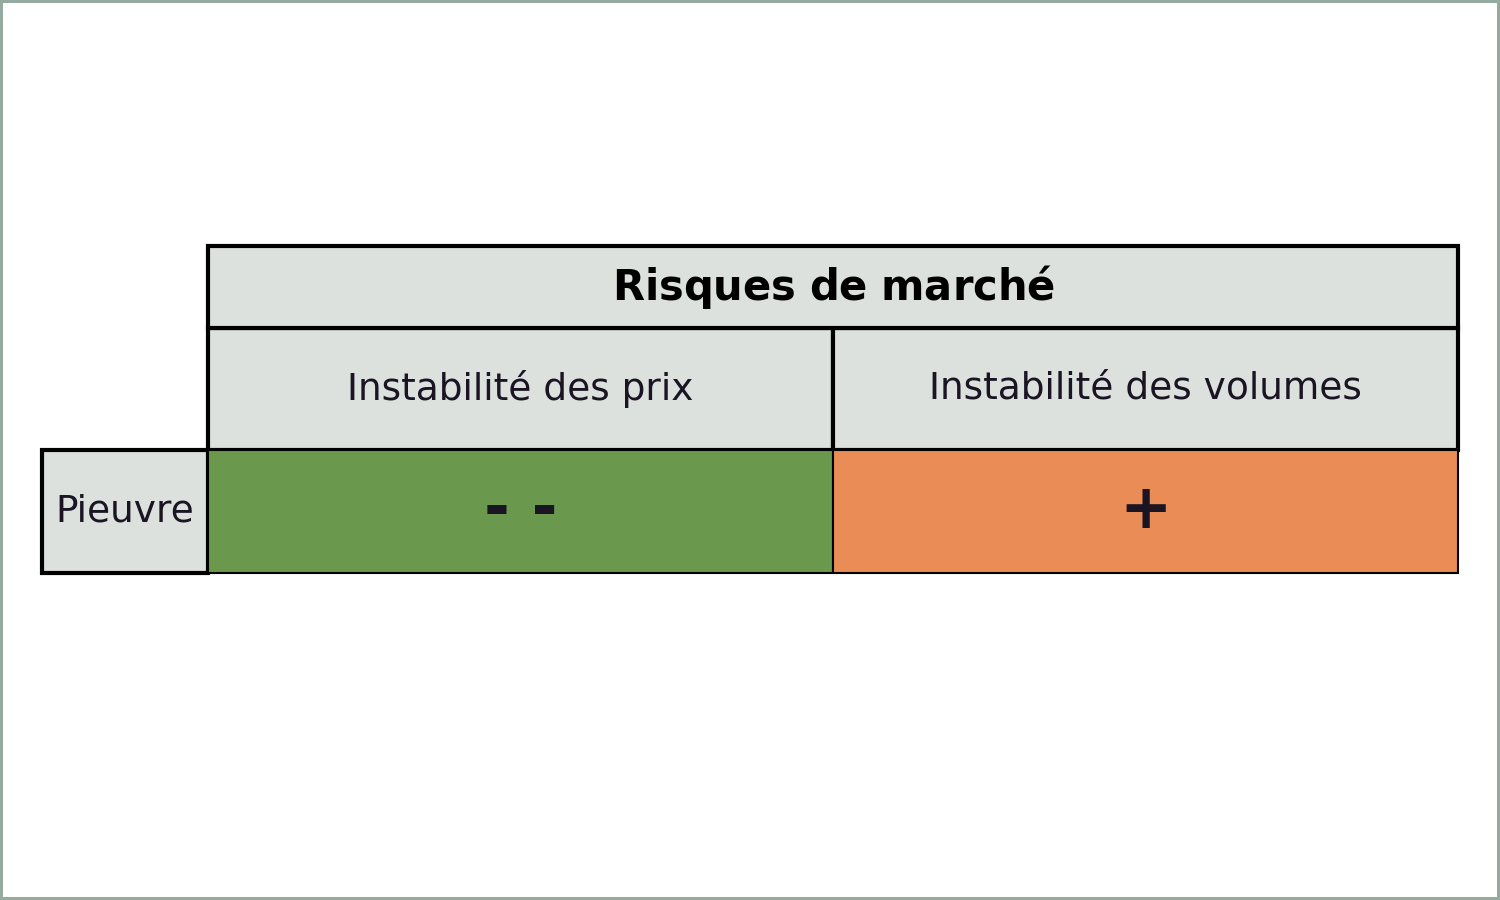 Risques de marché
Instabilité des prix
Instabilité des volumes
Pieuvre
- -
+